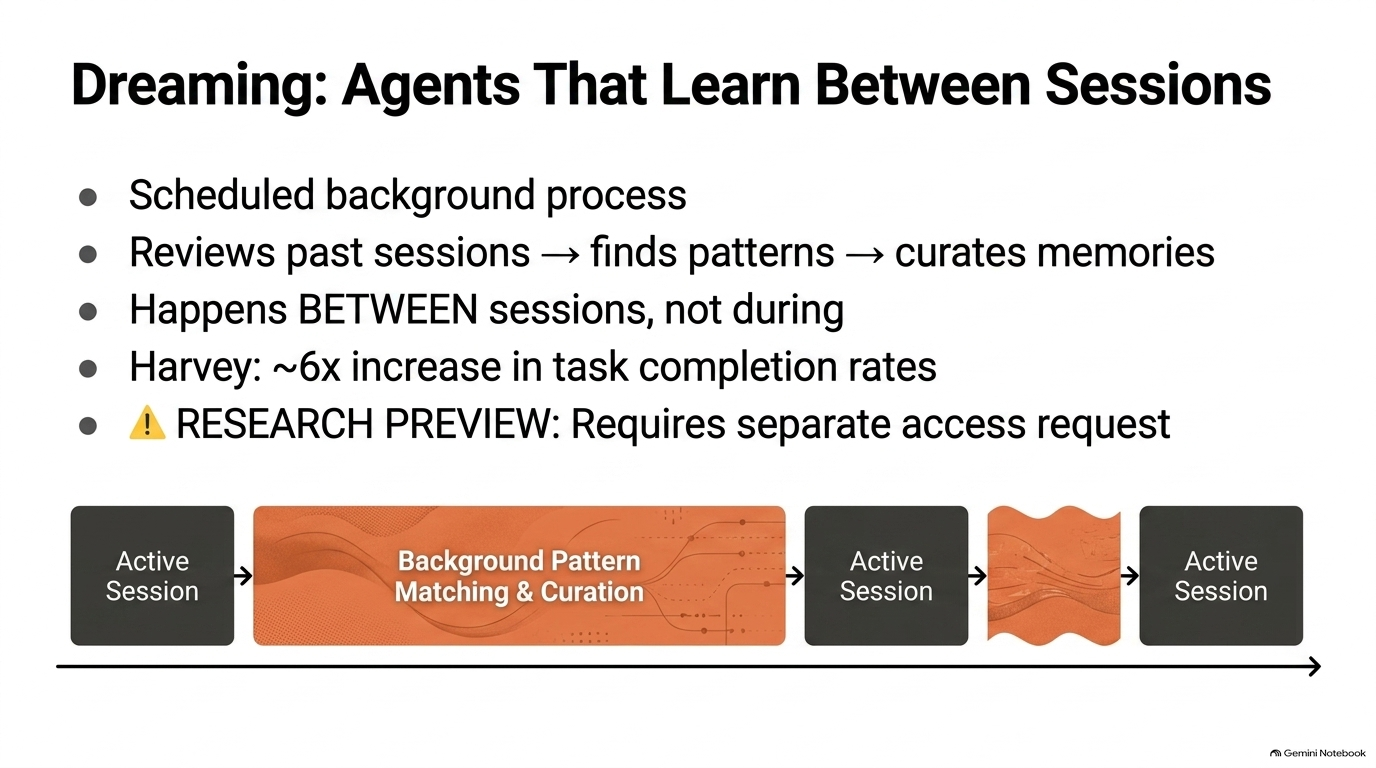 Dreaming: Agents That Learn Between Sessions
● Scheduled background process
● Reviews past sessions → finds patterns → curates memories
● Happens BETWEEN sessions, not during
● Harvey: ~6x increase in task completion rates
● ⚠️ RESEARCH PREVIEW: Requires separate access request
Active
Session
Background Pattern
Matching & Curation
Active
Session
Active
Session
Gemini Notebook